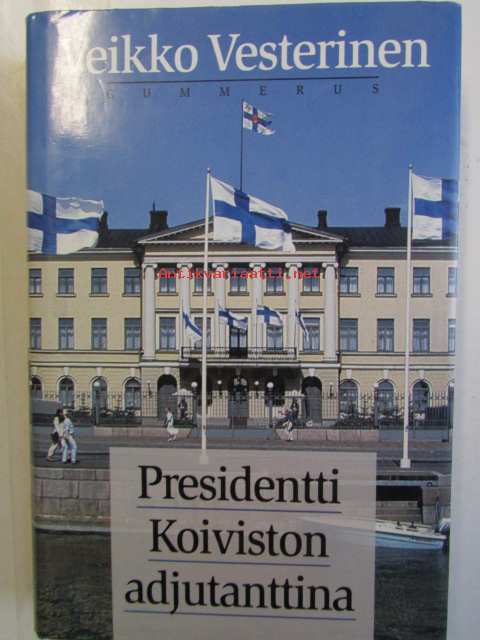 Veikko Vesterinen
GUMMERUS
Antikvariaatti.net
Presidentti
Koiviston
adjutanttina